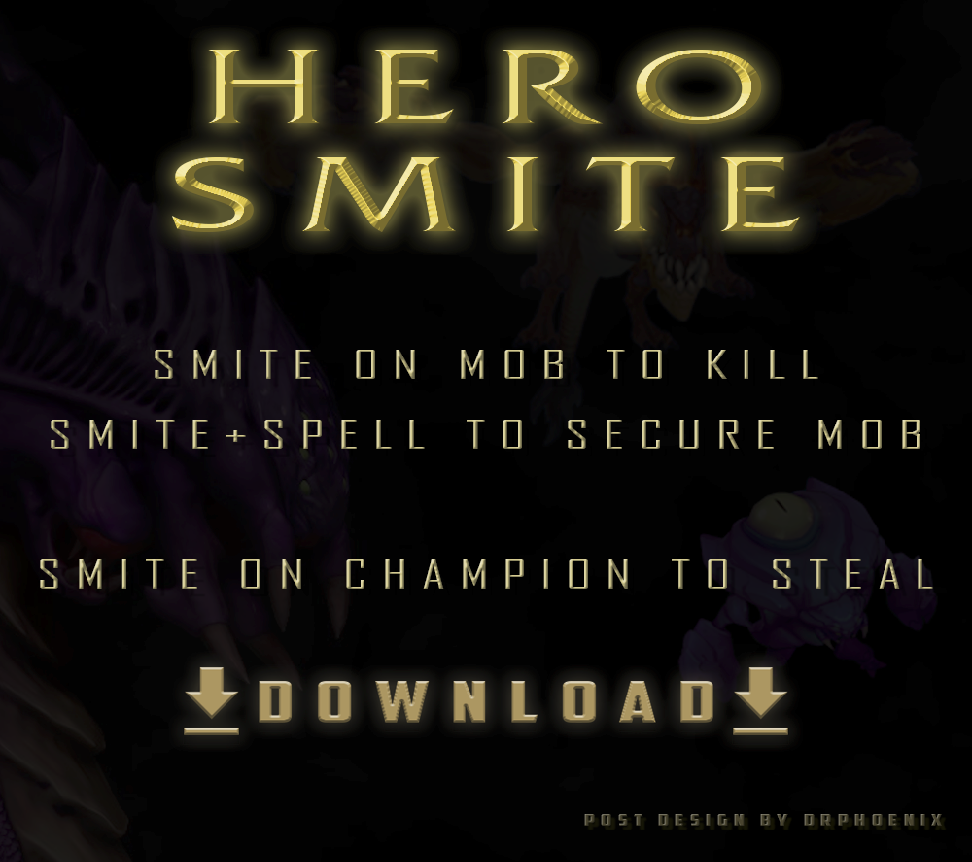 HERO
SMITE
SMITE ON MOB TO KILL
SMITE+SPELL TO SECURE MOB
SMITE ON CHAMPION TO STEAL
DOWNLOAD
POST DESIGN BY DRPHOENIX